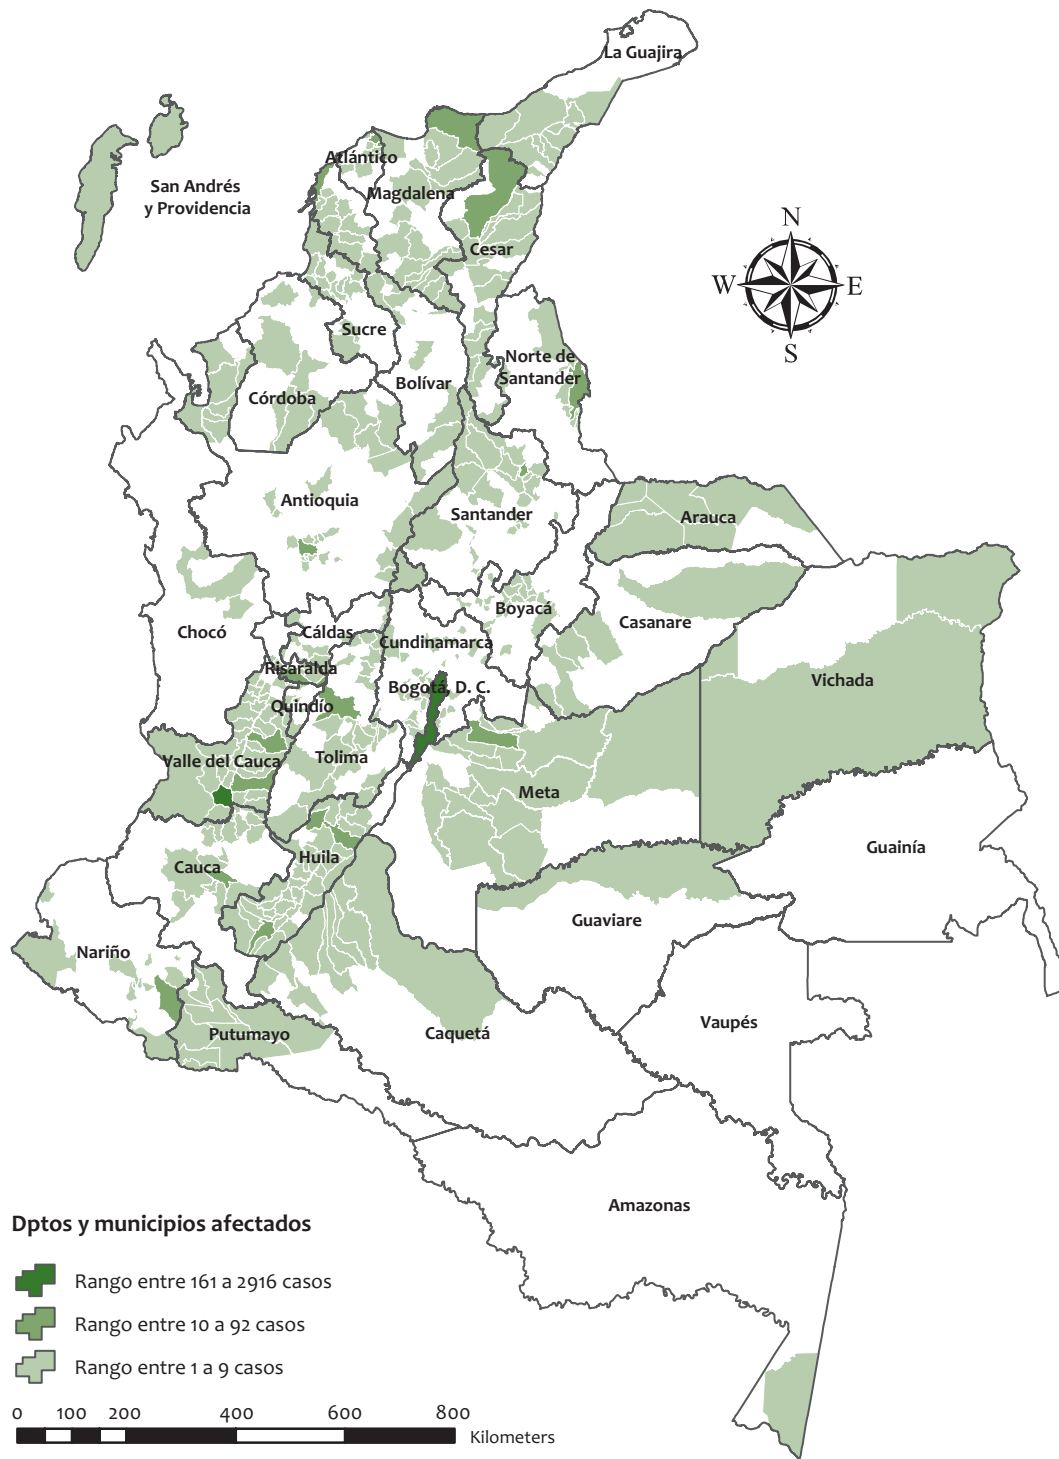 La Guajira
Atlántico
San Andrés
y Providencia
Magdalena
N
Cesar
W
E
S
Sucre
Norte de
Santander
Bolívar
Córdoba
Antioquia
Santander
Arauca
Boyacá
Chocó
Cáldas
Casanare
Cundinamarca
Risaralda
Vichada
Bogotá, D. C.
Quindío
Valle del Cauca
Tolima
Meta
Guainía
Huila
Cauca
Guaviare
Nariño
Vaupés
Putumayo
Caquetá
Amazonas
Dptos y municipios afectados
Rango entre 161 a 2916 casos
Rango entre 10 a 92 casos
Rango entre 1 a 9 casos
0 100 200 400 600 800
Kilometers